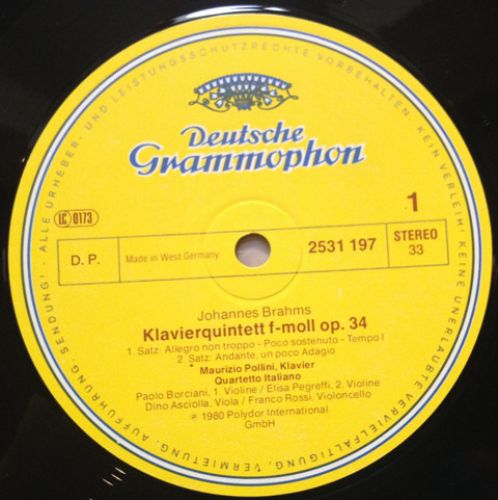 · ALLE URHEBER- UND LEISTUNGSSCHUTZRECHTE VORBEHALTEN · KEIN VERLEIH! · KEINE UNERLAUBTE VERVIELFÄLTIGUNG, VERMIETUNG, AUFFÜHRUNG, SENDUNG!
Deutsche
Grammophon
LC 0173
1
D. P.
Made in West Germany
2531 197
STEREO
33
Johannes Brahms
Klavierquintett f-moll op. 34
1. Satz: Allegro non troppo - Poco sostenuto - Tempo I
2. Satz: Andante, un poco Adagio
Maurizio Pollini, Klavier
Quartetto Italiano
Paolo Borciani, 1. Violine / Elisa Pegreffi, 2. Violine
Dino Asciolla, Viola / Franco Rossi, Violoncello
℗ 1980 Polydor International
GmbH